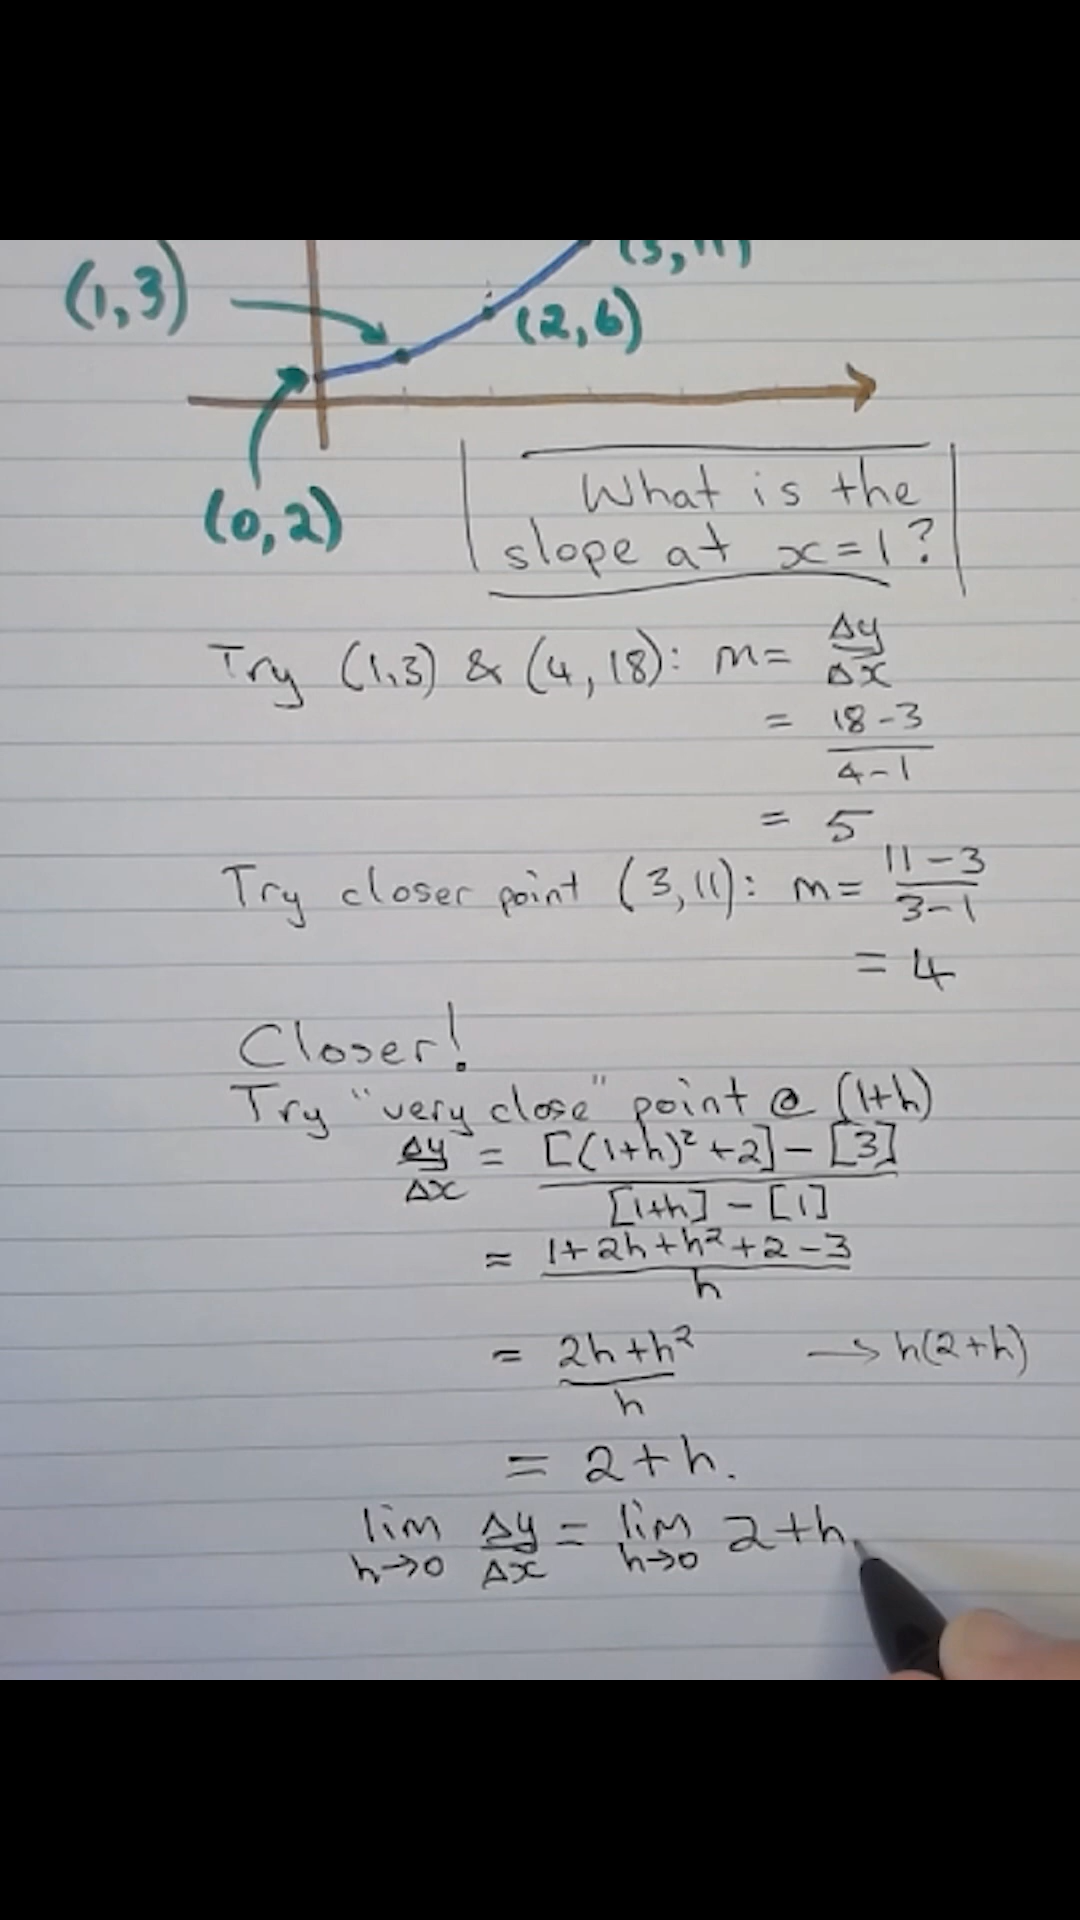 (3,11)
(1,3)
(2,6)
(0,2)
What is the
slope at x=1?
Try (1,3) & (4,18): m= Δy/Δx
= 18-3/4-1
= 5
Try closer point (3,11): m= 11-3/3-1
= 4
Closer!
Try "very close" point @ (1+h)
Δy/Δx = [(1+h)²+2]-[3]/[1+h]-[1]
= 1+2h+h²+2-3/h
= 2h+h²/h → h(2+h)
= 2+h.
lim h→0 Δy/Δx = lim h→0 2+h